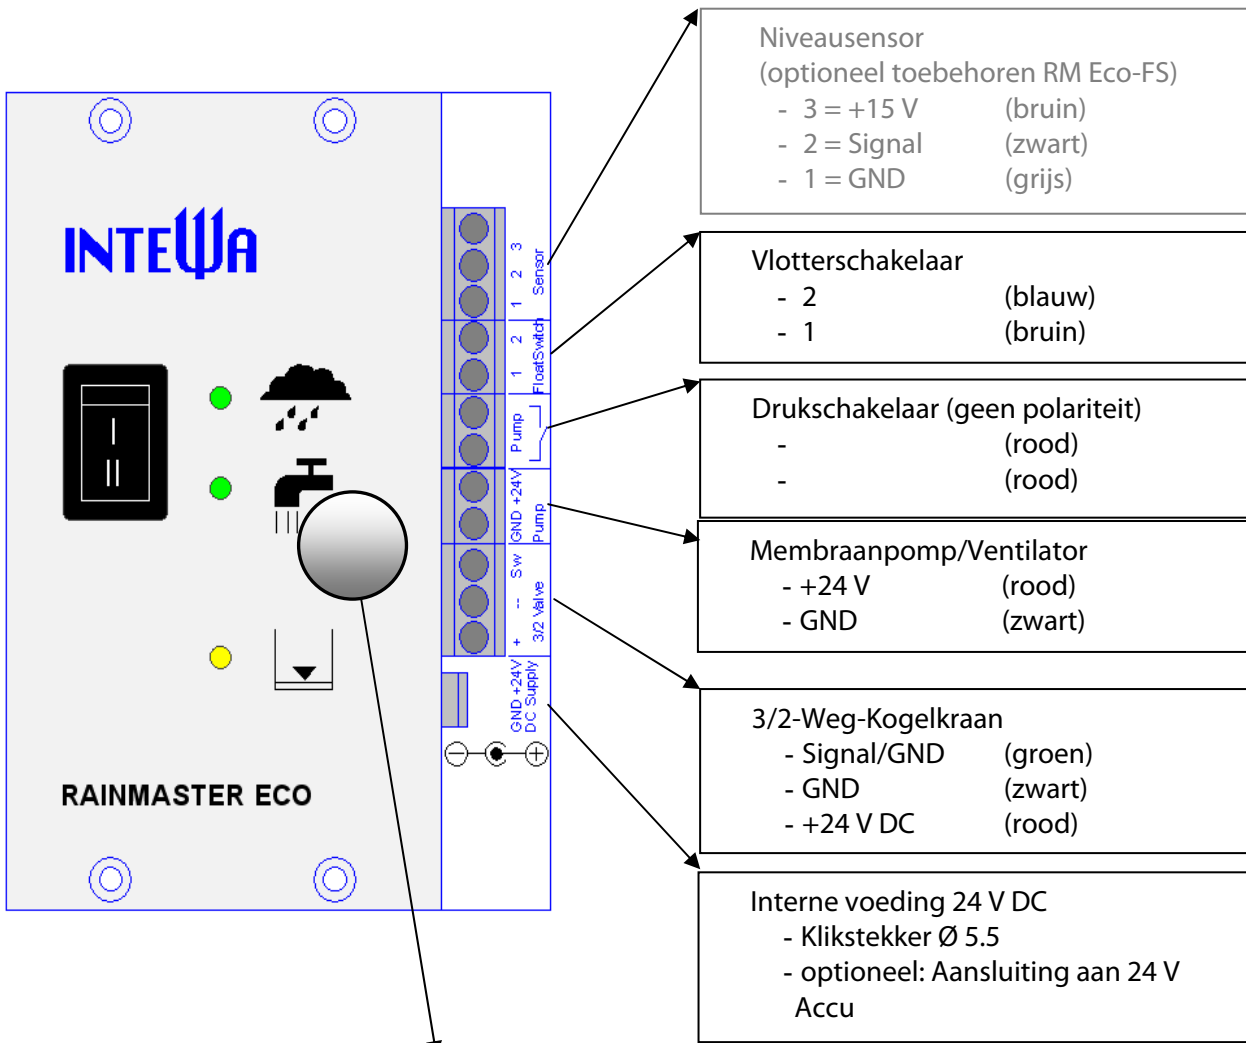 Niveausensor
(optioneel toebehoren RM Eco-FS)
- 3 = +15 V (bruin)
- 2 = Signal (zwart)
- 1 = GND (grijs)
INTEWA
1 2 3
Sensor
Vlotterschakelaar
- 2 (blauw)
- 1 (bruin)
1 2
FloatSwitch
I
II
Pump
Drukschakelaar (geen polariteit)
- (rood)
- (rood)
GND +24V
Pump
Membraanpomp/Ventilator
- +24 V (rood)
- GND (zwart)
+ -- Sw
3/2 Valve
3/2-Weg-Kogelkraan
- Signal/GND (groen)
- GND (zwart)
- +24 V DC (rood)
GND +24V
DC Supply
RAINMASTER ECO
Interne voeding 24 V DC
- Klikstekker Ø 5.5
- optioneel: Aansluiting aan 24 V
Accu